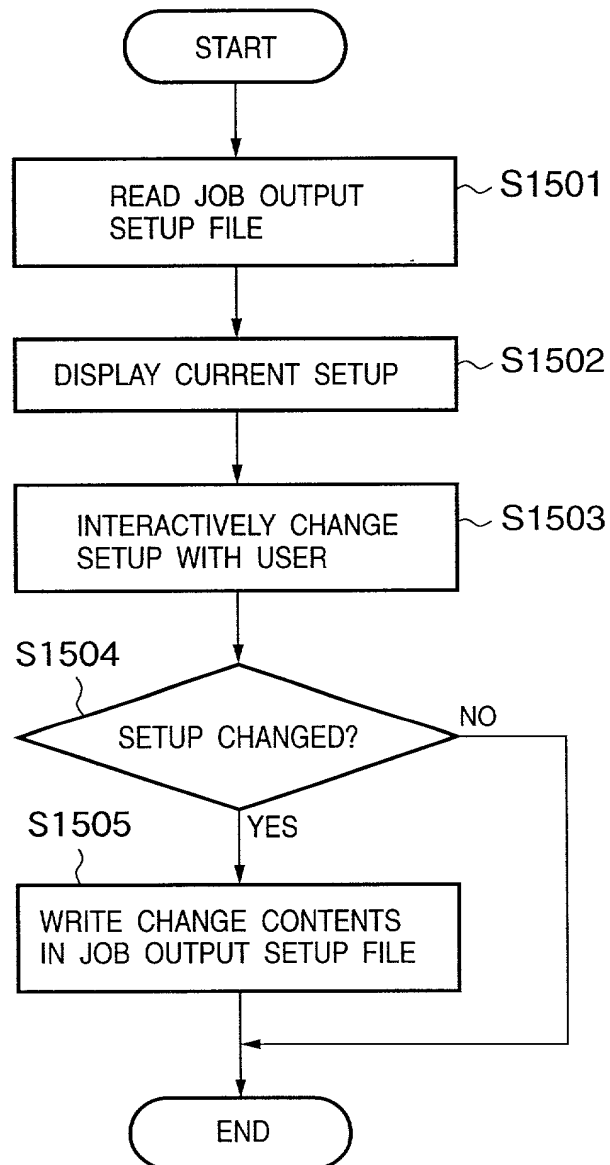 START
READ JOB OUTPUT
SETUP FILE
S1501
DISPLAY CURRENT SETUP
S1502
INTERACTIVELY CHANGE
SETUP WITH USER
S1503
S1504
SETUP CHANGED?
NO
YES
S1505
WRITE CHANGE CONTENTS
IN JOB OUTPUT SETUP FILE
END